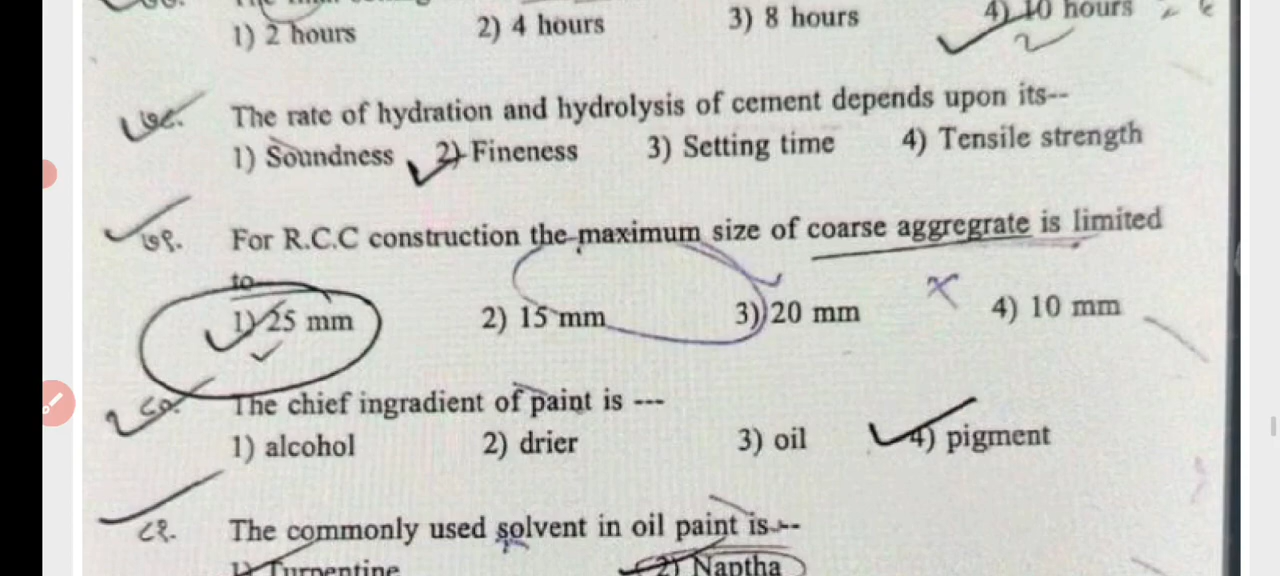 1) 2 hours 2) 4 hours 3) 8 hours 4) 10 hours
৩৮. The rate of hydration and hydrolysis of cement depends upon its--
1) Soundness 2) Fineness 3) Setting time 4) Tensile strength
For R.C.C construction the maximum size of coarse aggregrate is limited
to
1) 25 mm 2) 15 mm 3) 20 mm 4) 10 mm
The chief ingradient of paint is ---
1) alcohol 2) drier 3) oil 4) pigment
The commonly used solvent in oil paint is---
1) Turpentine 2) Naptha